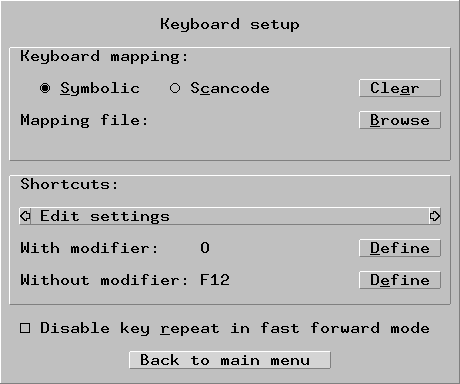 Keyboard setup
Keyboard mapping:
Symbolic Scancode Clear
Mapping file: Browse
Shortcuts:
Edit settings
With modifier: O Define
Without modifier: F12 Define
Disable key repeat in fast forward mode
Back to main menu